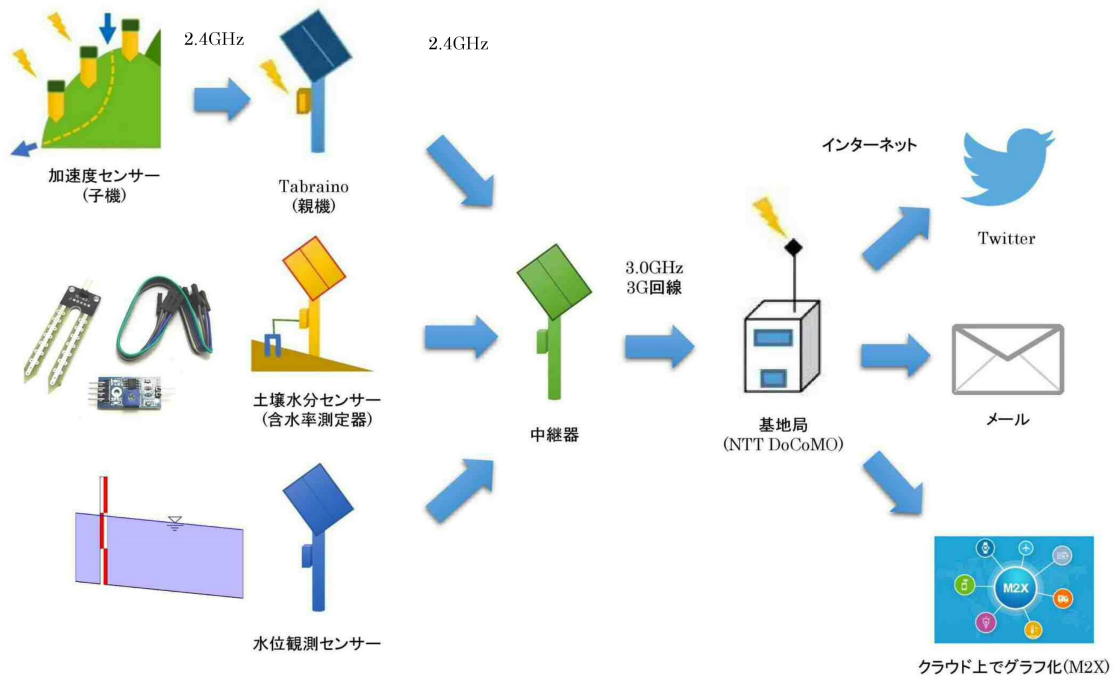 2.4GHz
2.4GHz
加速度センサー
(子機)
Tabraino
(親機)
インターネット
Twitter
3.0GHz
3G回線
土壌水分センサー
(含水率測定器)
中継器
基地局
(NTT DoCoMO)
メール
M2X
水位観測センサー
クラウド上でグラフ化(M2X)